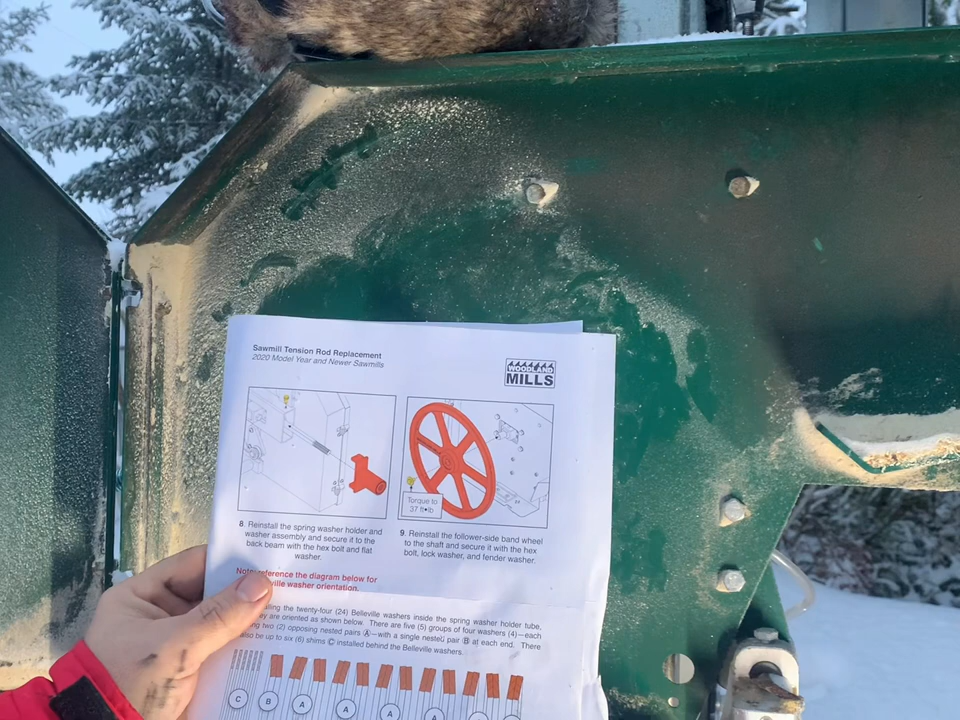 Sawmill Tension Rod Replacement
2020 Model Year and Newer Sawmills
WOODLAND
MILLS
Torque to
37 ft•lb
8. Reinstall the spring washer holder and
washer assembly and secure it to the
back beam with the hex bolt and flat
washer.
9. Reinstall the follower-side band wheel
to the shaft and secure it with the hex
bolt, lock washer, and fender washer.
Note: reference the diagram below for
ville washer orientation.
alling the twenty-four (24) Belleville washers inside the spring washer holder tube,
ey are oriented as shown below. There are five (5) groups of four washers (4)—each
ing two (2) opposing nested pairs A—with a single nested pair B at each end. There
also be up to six (6) shims C installed behind the Belleville washers.
C B A A A A